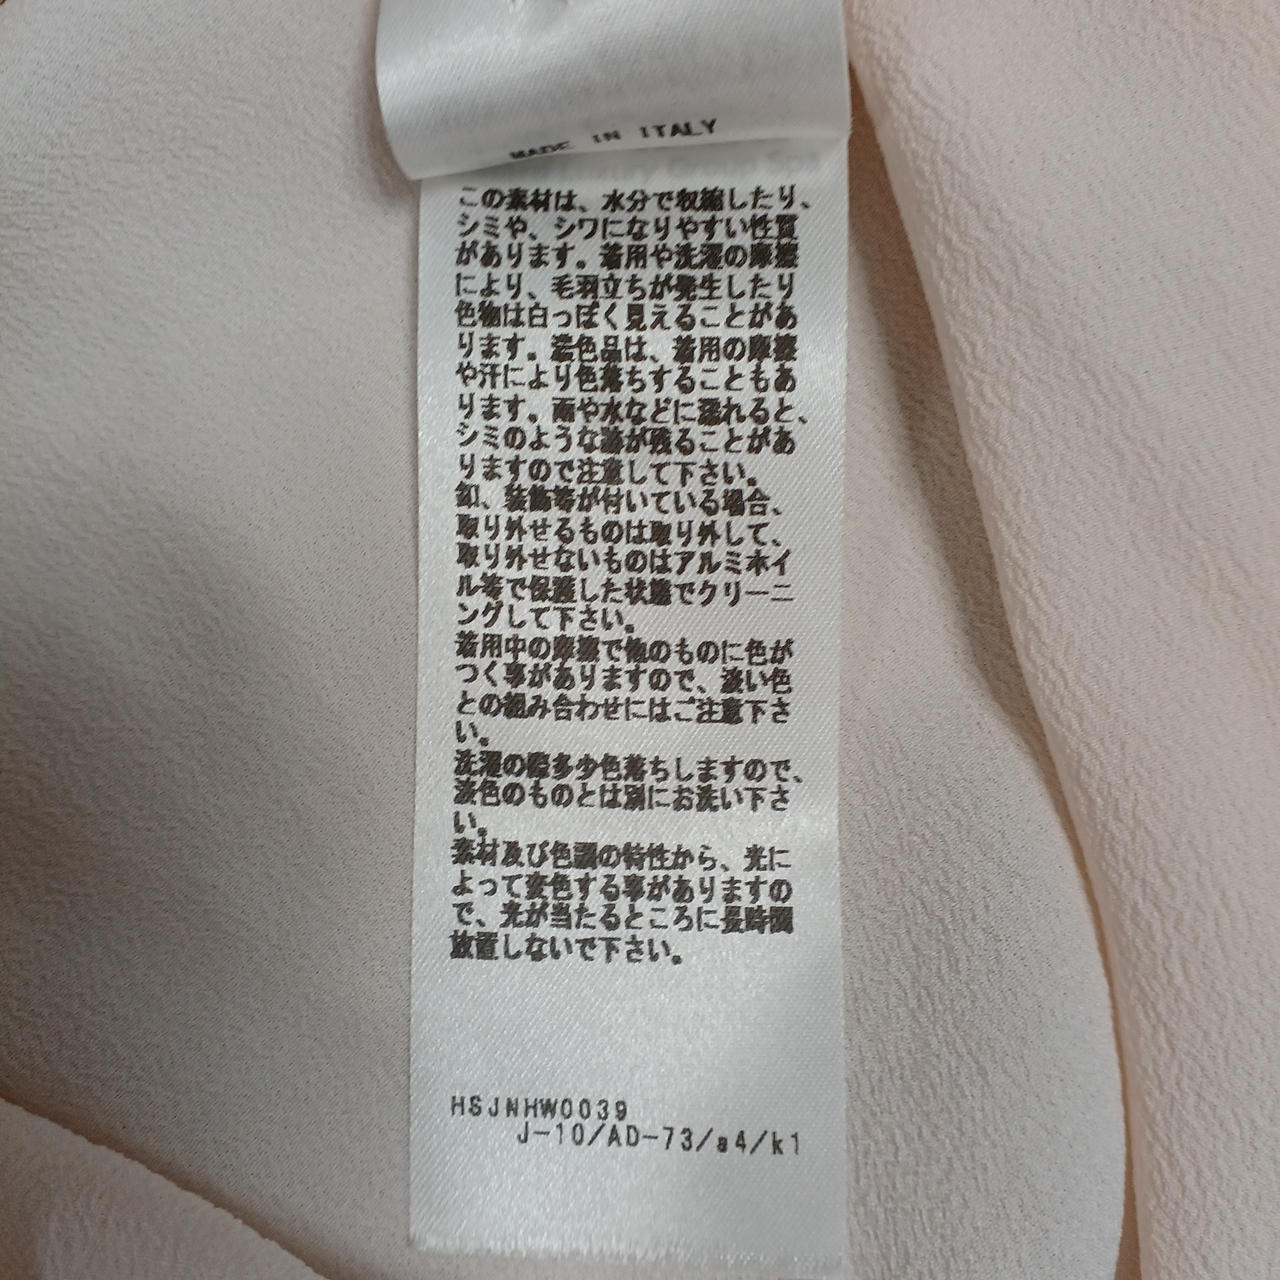 MADE IN ITALY
この素材は、水分で収縮したり、
シミや、シワになりやすい性質
があります。着用や洗濯の摩擦
により、毛羽立ちが発生したり
色物は白っぽく見えることがあ
ります。濃色品は、着用の摩擦
や汗により色落ちすることもあ
ります。雨や水などに濡れると、
シミのような跡が残ることがあ
りますので注意して下さい。
釦、装飾等が付いている場合、
取り外せるものは取り外して、
取り外せないものはアルミホイ
ル等で保護した状態でクリーニ
ングして下さい。
着用中の摩擦で他のものに色が
つく事がありますので、淡い色
との組み合わせにはご注意下さ
い。
洗濯の際多少色落ちしますので、
淡色のものとは別にお洗い下さ
い。
素材及び色調の特性から、光に
よって変色する事がありますの
で、光が当たるところに長時間
放置しないで下さい。
HSJNHW0039
J-10/AD-73/a4/k1